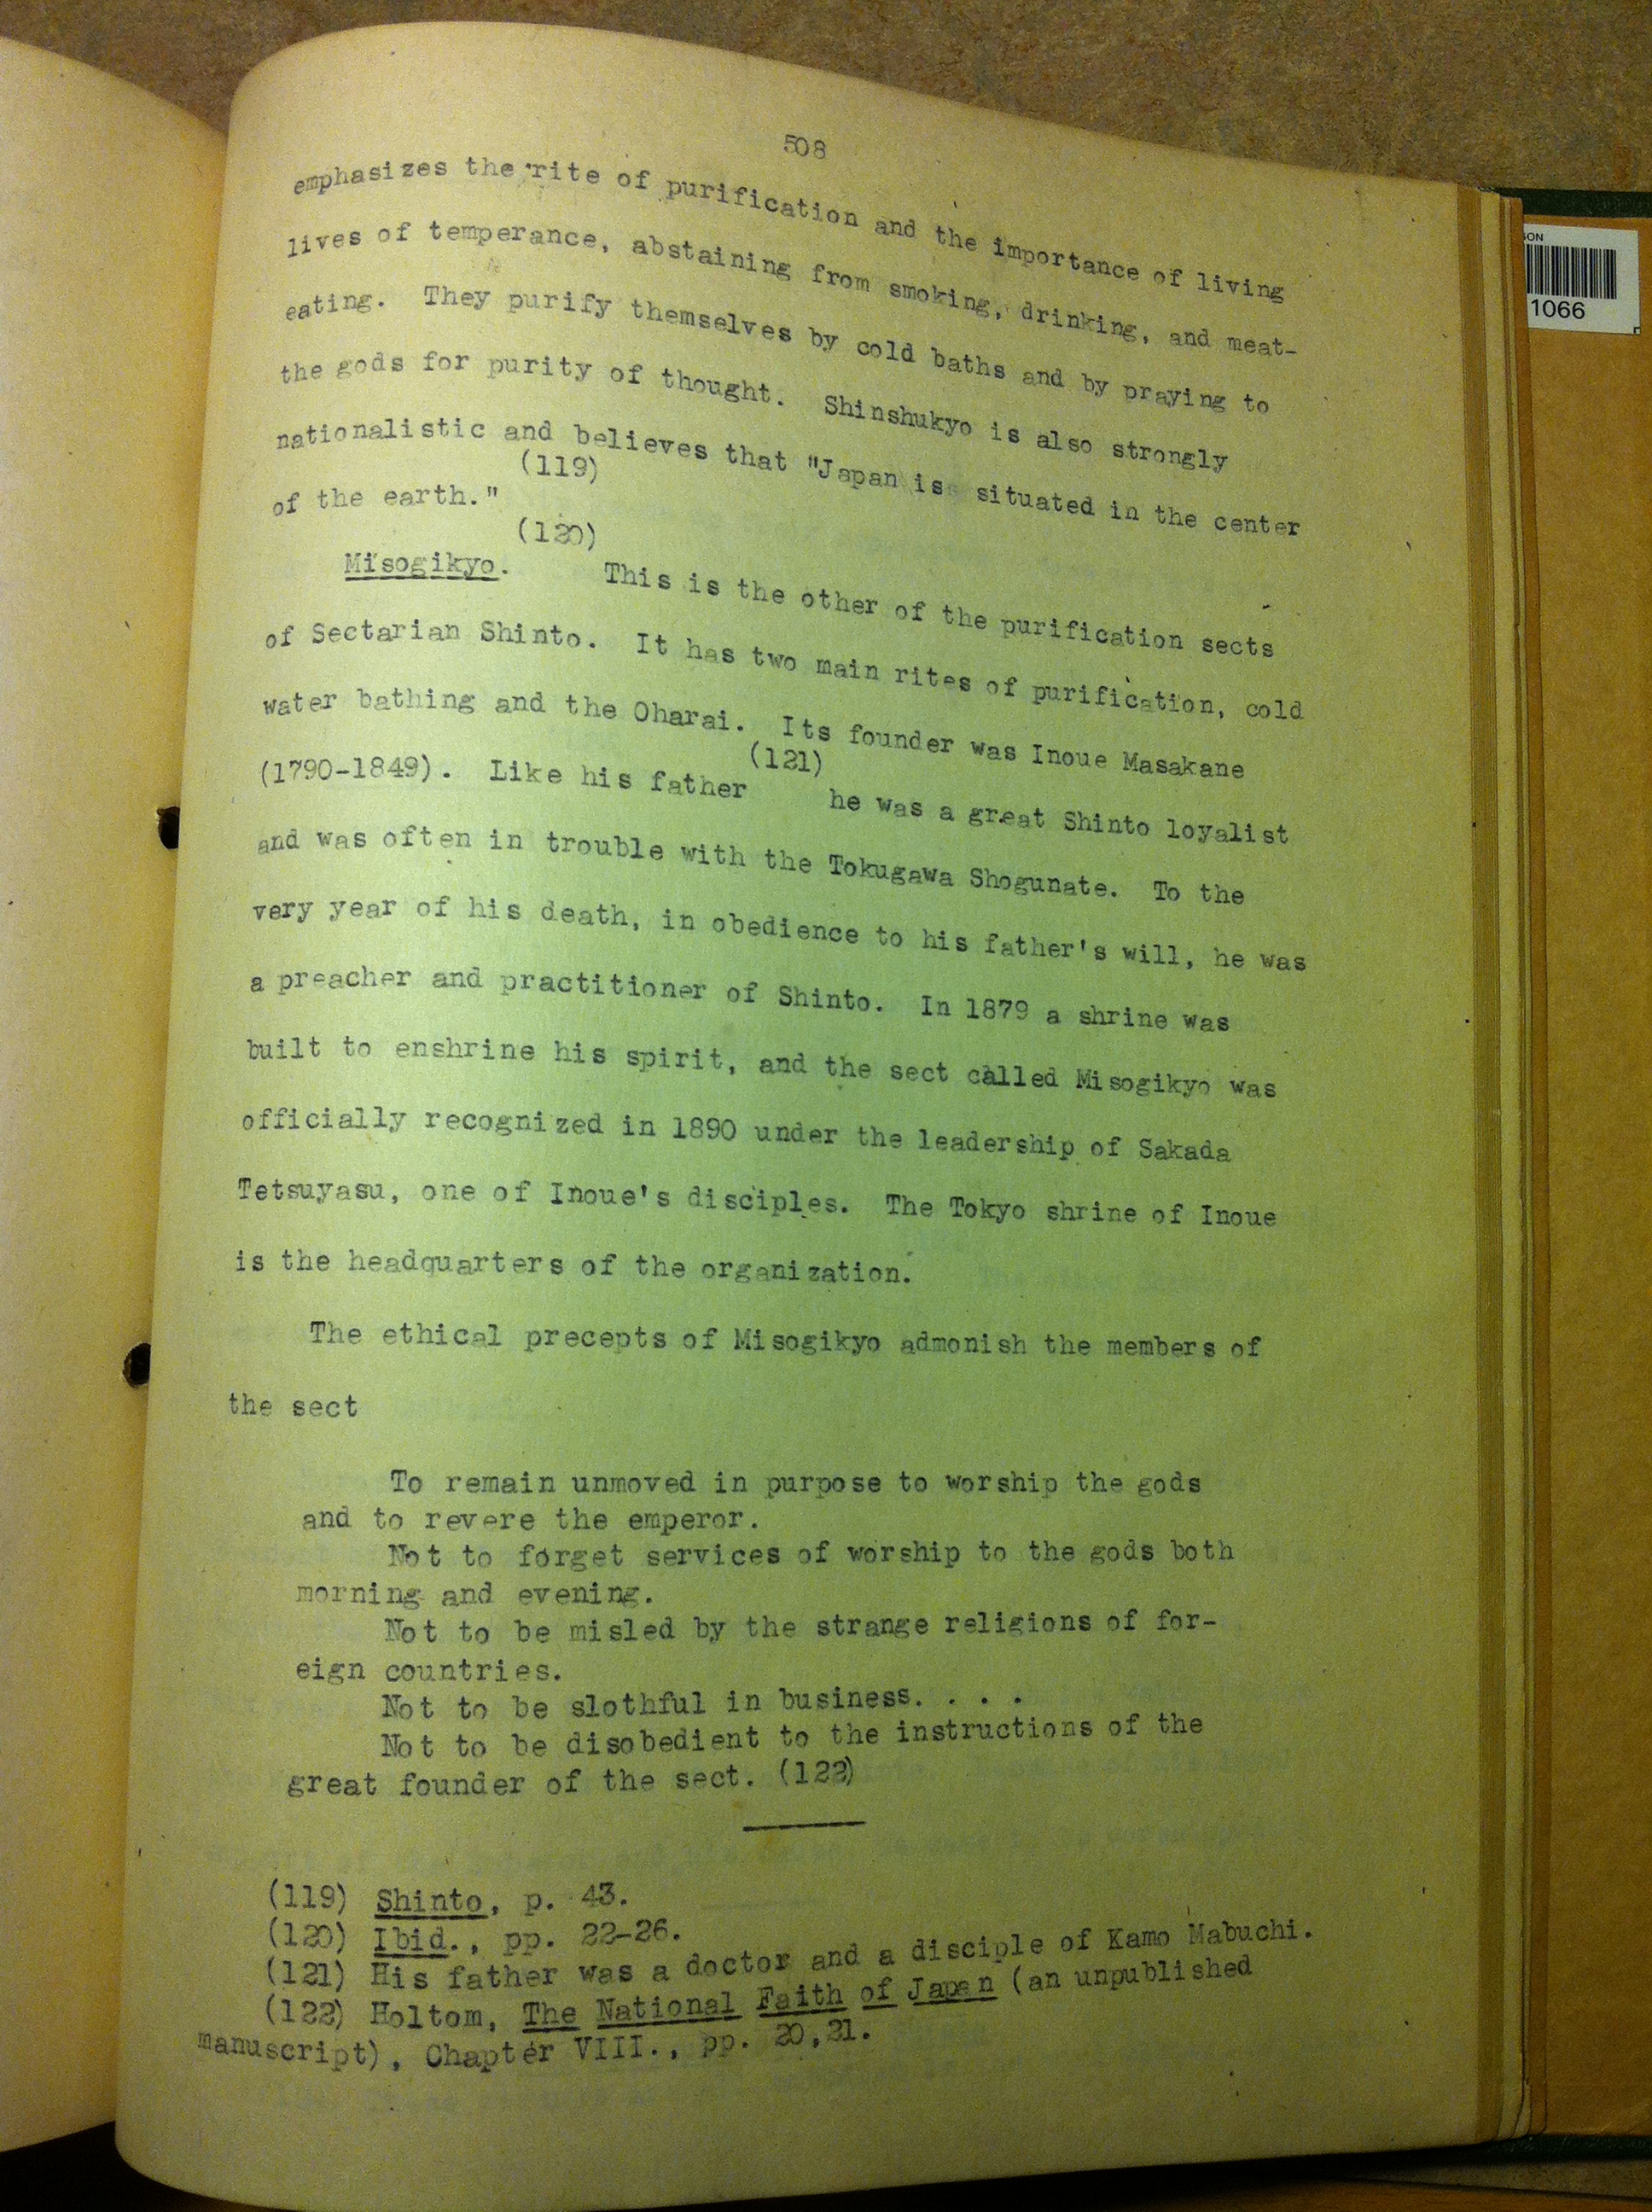 508
emphasizes the rite of purification and the importance of living
lives of temperance, abstaining from smoking, drinking, and meat-
eating. They purify themselves by cold baths and by praying to
the gods for purity of thought. Shinshukyo is also strongly
nationalistic and believes that "Japan is situated in the center
(119)
of the earth."
(120)
Misogikyo. This is the other of the purification sects
of Sectarian Shinto. It has two main rites of purification, cold
water bathing and the Oharai. Its founder was Inoue Masakane
(121)
(1790-1849). Like his father he was a great Shinto loyalist
and was often in trouble with the Tokugawa Shogunate. To the
very year of his death, in obedience to his father's will, he was
a preacher and practitioner of Shinto. In 1879 a shrine was
built to enshrine his spirit, and the sect called Misogikyo was
officially recognized in 1890 under the leadership of Sakada
Tetsuyasu, one of Inoue's disciples. The Tokyo shrine of Inoue
is the headquarters of the organization.
The ethical precepts of Misogikyo admonish the members of
the sect
To remain unmoved in purpose to worship the gods
and to revere the emperor.
Not to forget services of worship to the gods both
morning and evening.
Not to be misled by the strange religions of for-
eign countries.
Not to be slothful in business. . . .
Not to be disobedient to the instructions of the
great founder of the sect. (122)
(119) Shinto, p. 43.
(120) Ibid., pp. 22-26.
(121) His father was a doctor and a disciple of Kamo Mabuchi.
(122) Holtom, The National Faith of Japan (an unpublished
manuscript), Chapter VIII., pp. 20,21.
SON
1066